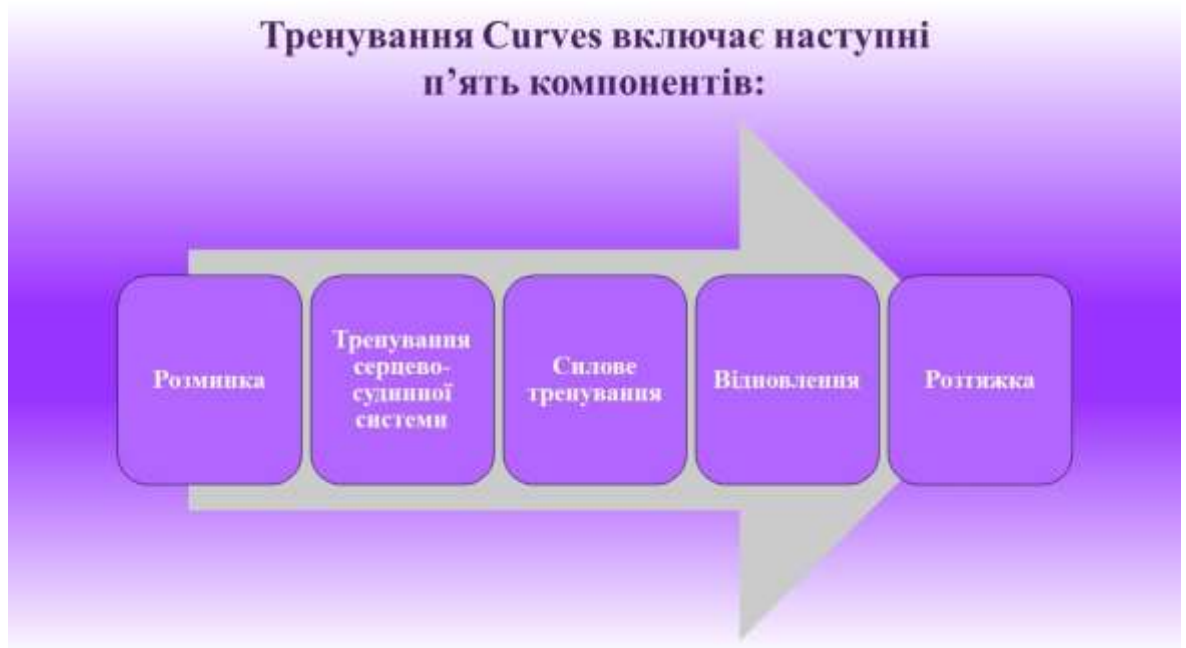 Тренування Curves включає наступні
п’ять компонентів:
Розминка
Тренування
серцево-
судинної
системи
Силове
тренування
Відновлення
Розтяжка